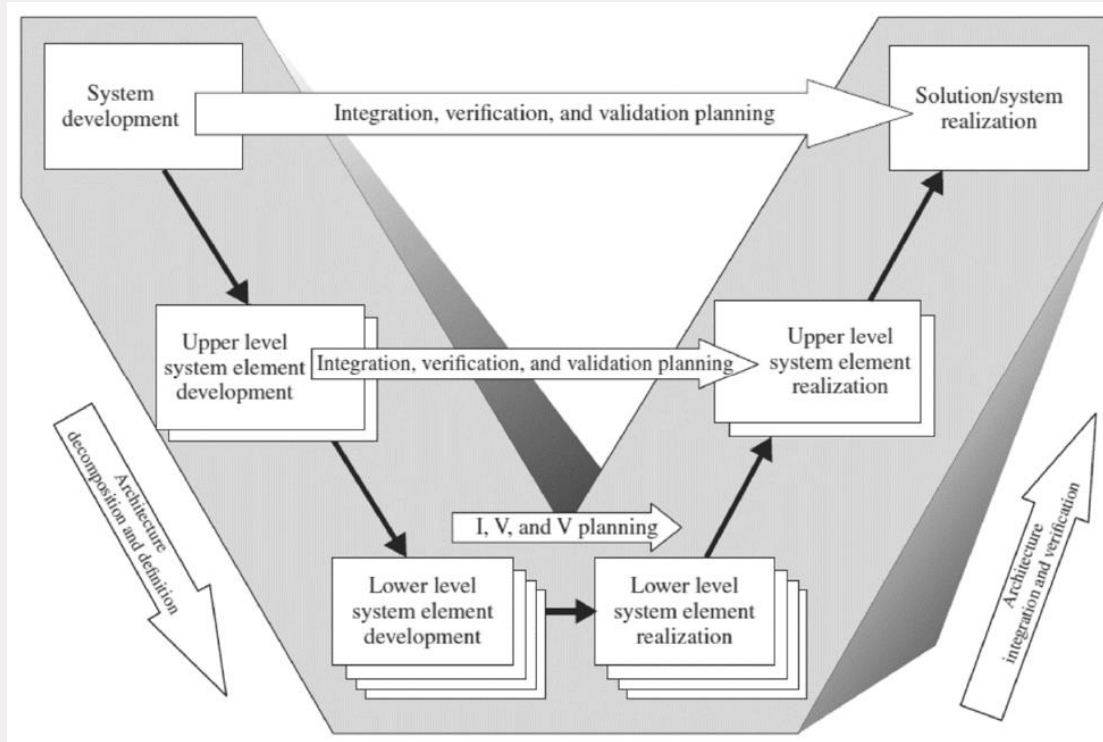 System
development
Integration, verification, and validation planning
Solution/system
realization
Upper level
system element
development
Integration, verification, and validation planning
Upper level
system element
realization
Architecture
decomposition and definition
I, V, and V planning
Lower level
system element
development
Lower level
system element
realization
Architecture
integration and verification